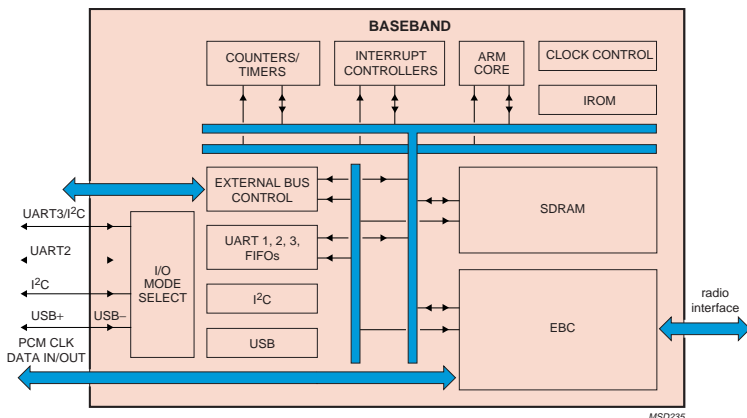 BASEBAND
COUNTERS/
TIMERS
INTERRUPT
CONTROLLERS
ARM
CORE
CLOCK CONTROL
IROM
EXTERNAL BUS
CONTROL
SDRAM
UART3/I²C
UART 1, 2, 3,
FIFOs
UART2
I/O
MODE
SELECT
I²C
I²C
USB+
USB–
USB
EBC
radio
interface
PCM CLK
DATA IN/OUT
MSD235